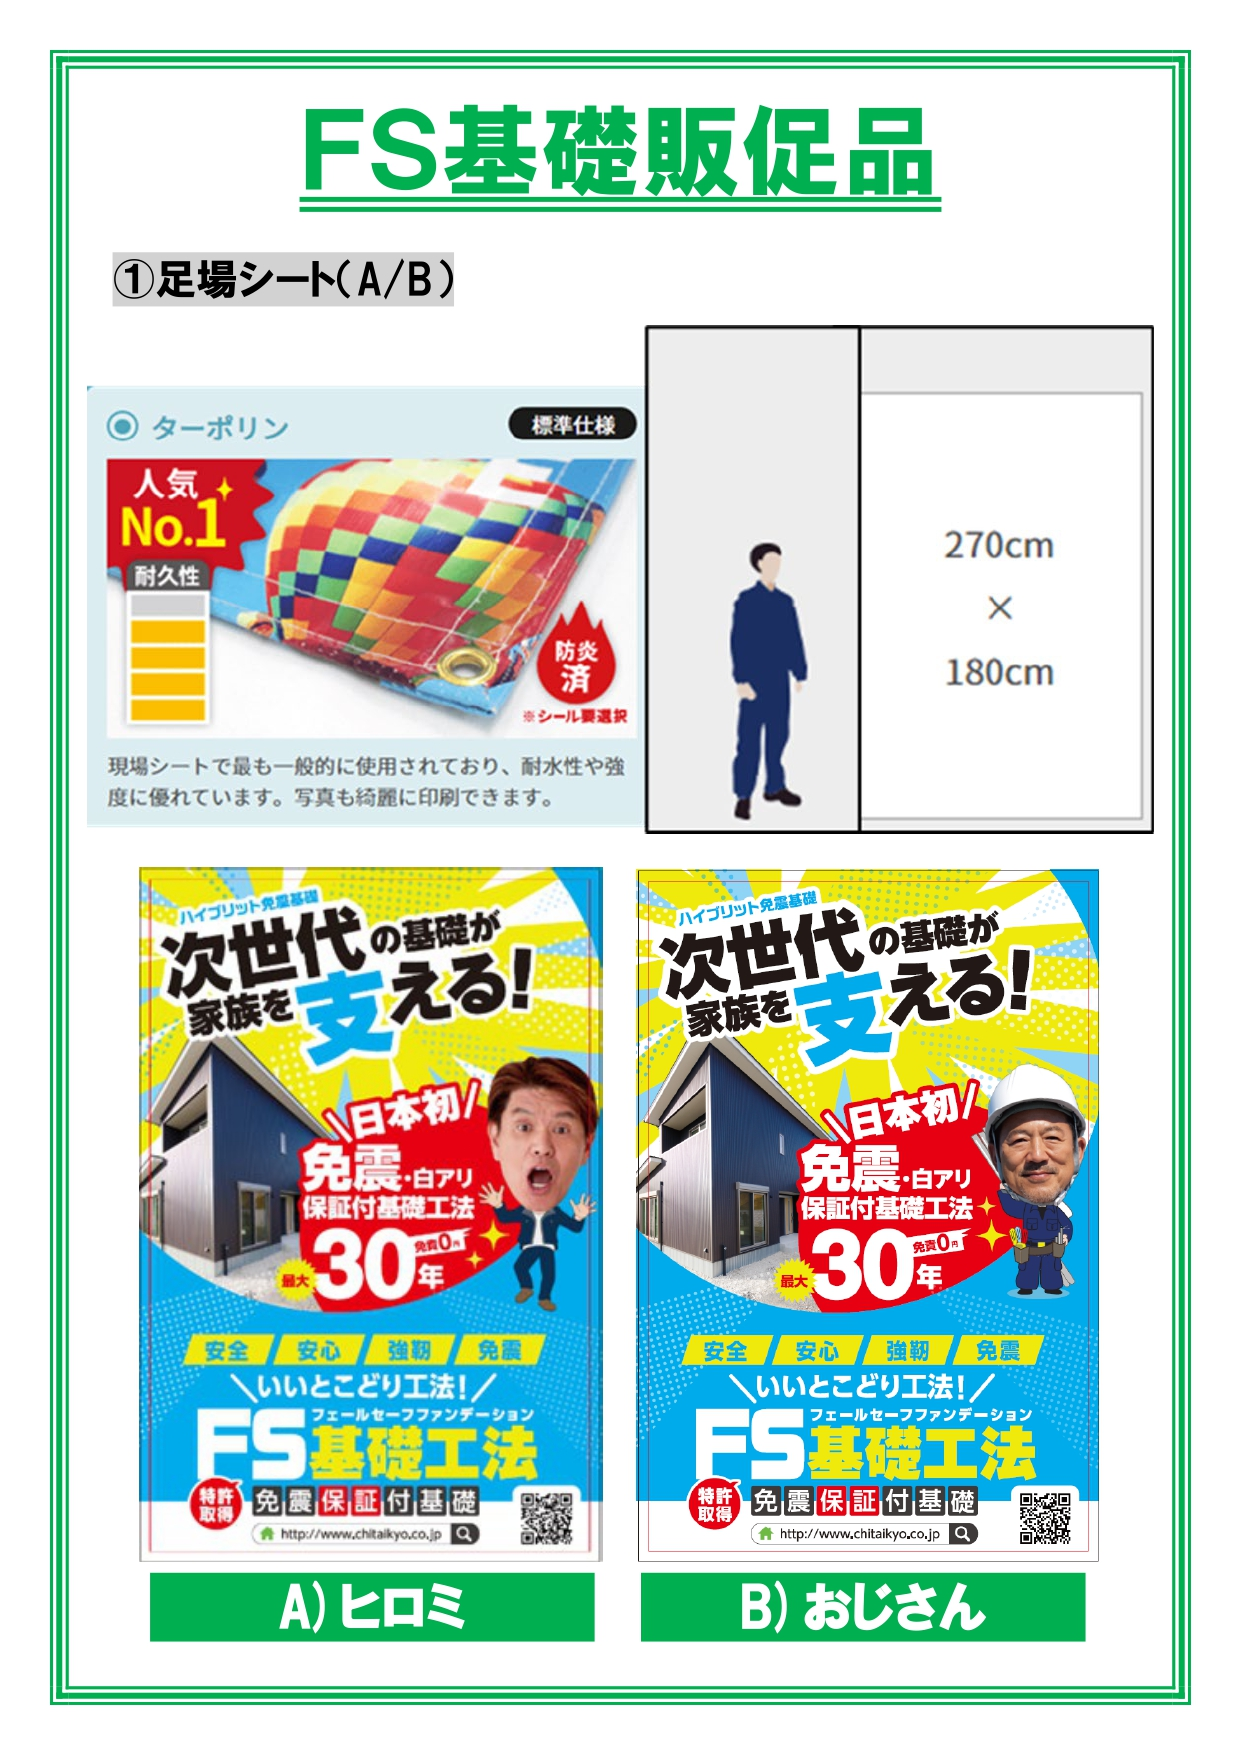 FS基礎販促品
①足場シート(A/B)
ターポリン
標準仕様
人気
No.1
耐久性
防炎
済
※シール要選択
現場シートで最も一般的に使用されており、耐水性や強
度に優れています。写真も綺麗に印刷できます。
270cm
×
180cm
ハイブリット免震基礎
次世代の基礎が
家族を支える!
\日本初/
免震・白アリ
保証付基礎工法
最大30年
免責0円
安全 安心 強靭 免震
\いいとこどり工法!/
フェールセーフファンデーション
FS基礎工法
特許
取得
免震保証付基礎
http://www.chitaikyo.co.jp
A)ヒロミ
ハイブリット免震基礎
次世代の基礎が
家族を支える!
\日本初/
免震・白アリ
保証付基礎工法
最大30年
免責0円
安全 安心 強靭 免震
\いいとこどり工法!/
フェールセーフファンデーション
FS基礎工法
特許
取得
免震保証付基礎
http://www.chitaikyo.co.jp
B)おじさん